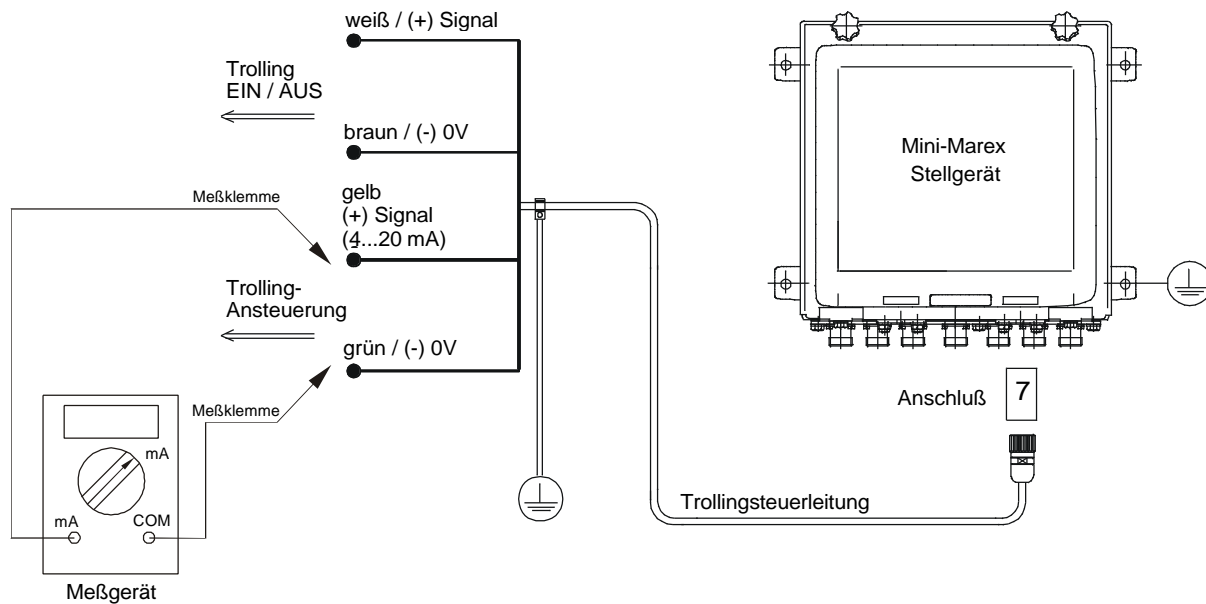 weiß / (+) Signal
Trolling
EIN / AUS
braun / (-) 0V
Meßklemme
gelb
(+) Signal
(4...20 mA)
Trolling-
Ansteuerung
grün / (-) 0V
Meßklemme
mA
mA
COM
Meßgerät
Mini-Marex
Stellgerät
Anschluß
7
Trollingsteuerleitung